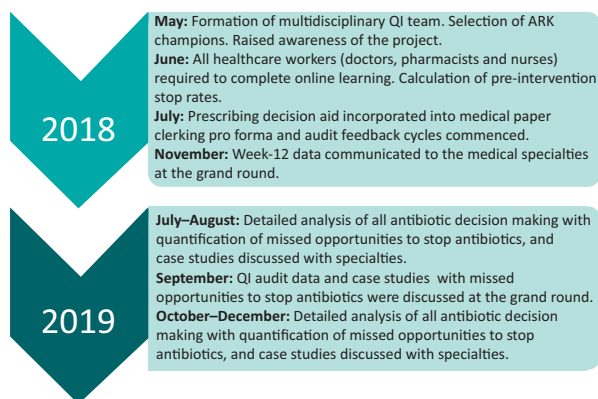 2018
May: Formation of multidisciplinary QI team. Selection of ARK
champions. Raised awareness of the project.
June: All healthcare workers (doctors, pharmacists and nurses)
required to complete online learning. Calculation of pre-intervention
stop rates.
July: Prescribing decision aid incorporated into medical paper
clerking pro forma and audit feedback cycles commenced.
November: Week-12 data communicated to the medical specialties
at the grand round.
2019
July–August: Detailed analysis of all antibiotic decision making with
quantification of missed opportunities to stop antibiotics, and
case studies discussed with specialties.
September: QI audit data and case studies with missed
opportunities to stop antibiotics were discussed at the grand round.
October–December: Detailed analysis of all antibiotic decision
making with quantification of missed opportunities to stop
antibiotics, and case studies discussed with specialties.